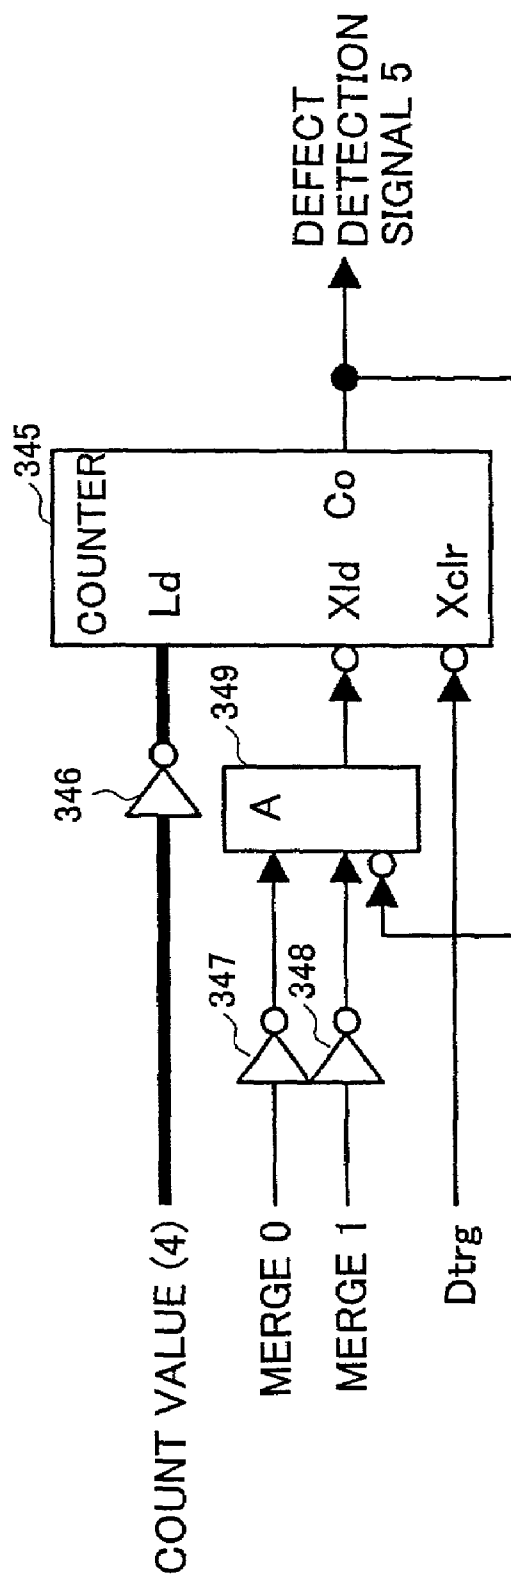 COUNT VALUE (4)
MERGE 0
MERGE 1
Dtrg
346
347
348
349
A
345
COUNTER
Ld
Xld
Co
Xclr
DEFECT
DETECTION
SIGNAL 5